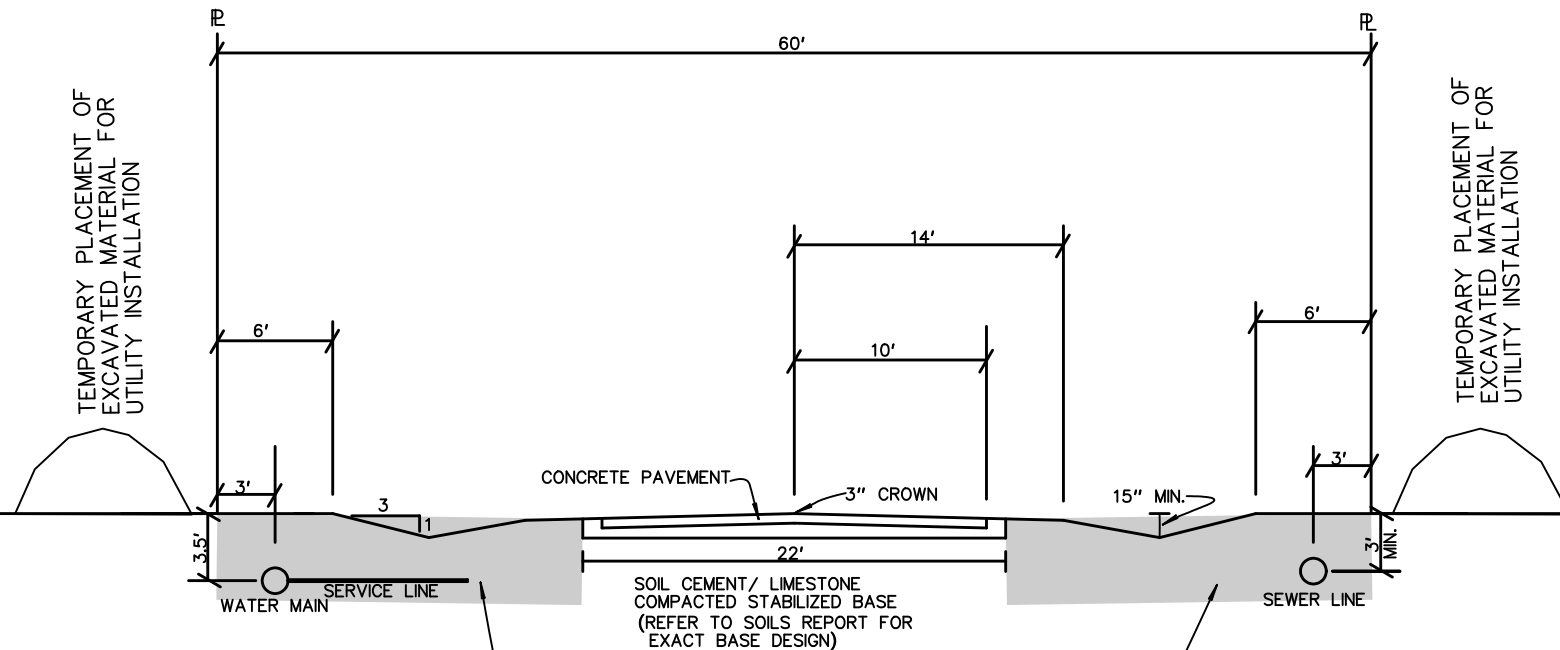 PL
PL
60'
TEMPORARY PLACEMENT OF
EXCAVATED MATERIAL FOR
UTILITY INSTALLATION
TEMPORARY PLACEMENT OF
EXCAVATED MATERIAL FOR
UTILITY INSTALLATION
14'
6'
6'
10'
3'
3'
CONCRETE PAVEMENT
3" CROWN
15" MIN.
3
1
3.5'
3'
MIN.
22'
SERVICE LINE
WATER MAIN
SOIL CEMENT/ LIMESTONE
COMPACTED STABILIZED BASE
(REFER TO SOILS REPORT FOR
EXACT BASE DESIGN)
SEWER LINE